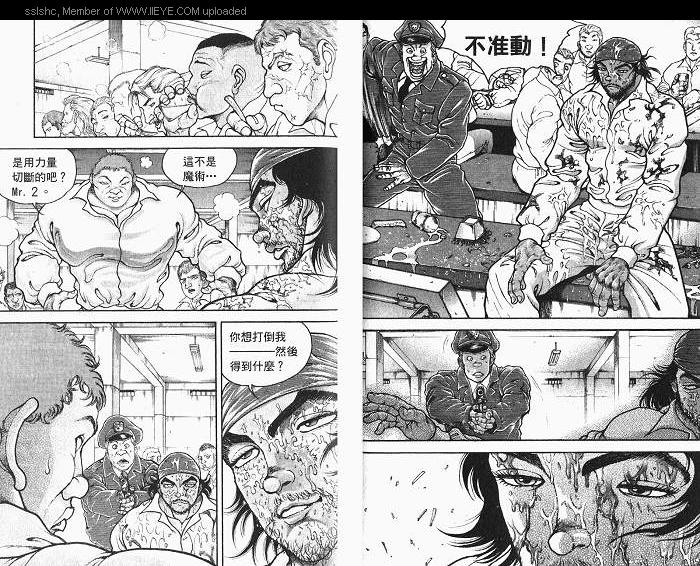 sslshc, Member of WWW.IIEYE.COM uploaded
不准動！
這不是
魔術…
是用力量
切斷的吧？
Mr. 2。
你想打倒我
——然後
得到什麼？